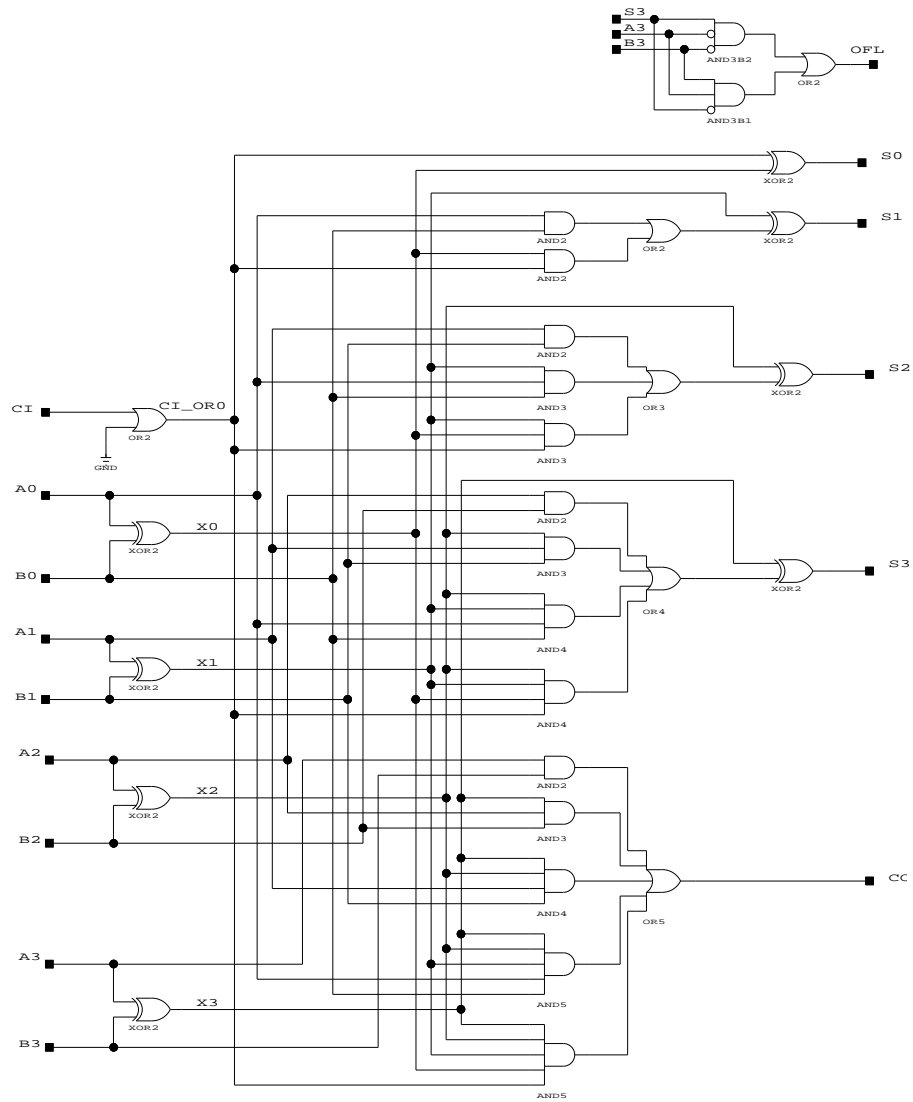 S3
A3
B3
AND3B2
OFL
OR2
AND3B1
S0
XOR2
S1
AND2
OR2
XOR2
AND2
AND2
S2
XOR2
CI
CI_OR0
AND3
OR3
OR2
GND
AND3
A0
X0
AND2
XOR2
S3
B0
AND3
XOR2
OR4
A1
AND4
X1
XOR2
B1
AND4
A2
AND2
X2
XOR2
B2
AND3
CO
AND4
OR5
A3
X3
AND5
XOR2
B3
AND5